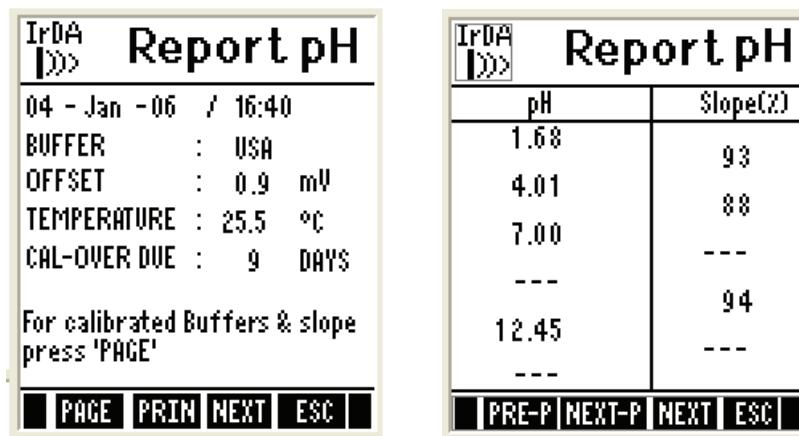 IrDA
Report pH
04 - Jan - 06 / 16:40
BUFFER : USA
OFFSET : 0.9 mV
TEMPERATURE : 25.5 ºC
CAL-OVER DUE : 9 DAYS
For calibrated Buffers & slope
press 'PAGE'
PAGE PRIN NEXT ESC
IrDA
Report pH
pH Slope(%)
1.68
93
4.01
88
7.00
---
---
94
12.45
---
---
PRE-P NEXT-P NEXT ESC